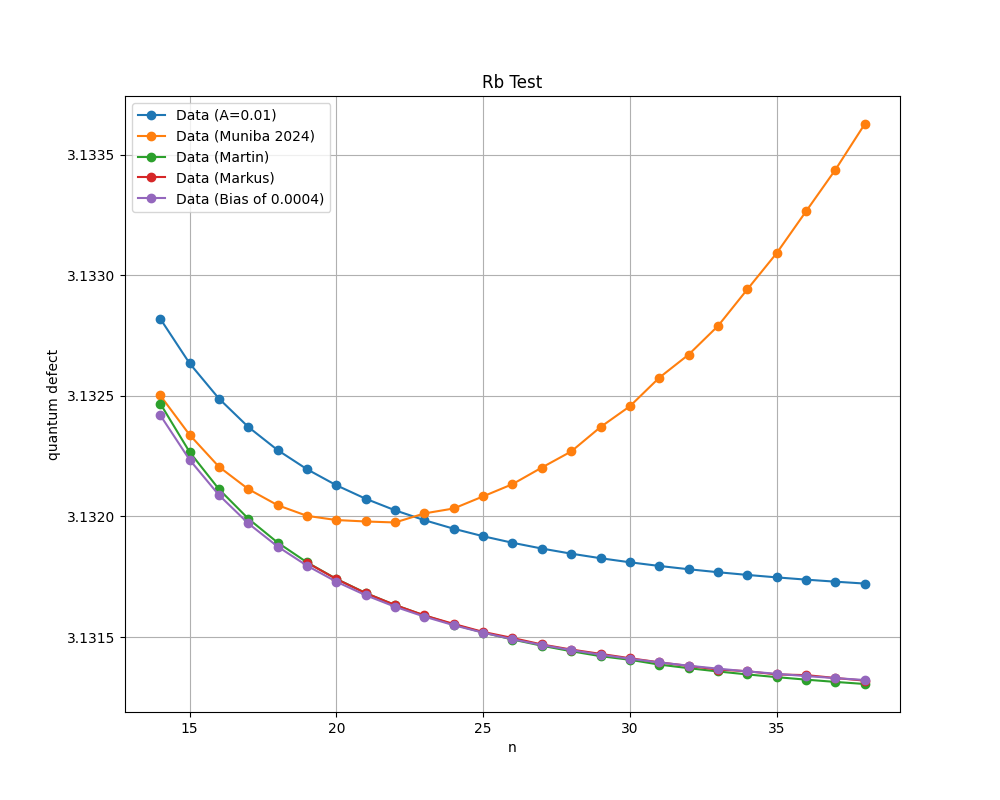 Rb Test
Data (A=0.01)
Data (Muniba 2024)
Data (Martin)
Data (Markus)
Data (Bias of 0.0004)
3.1335
3.1330
3.1325
3.1320
3.1315
quantum defect
15
20
25
30
35
n